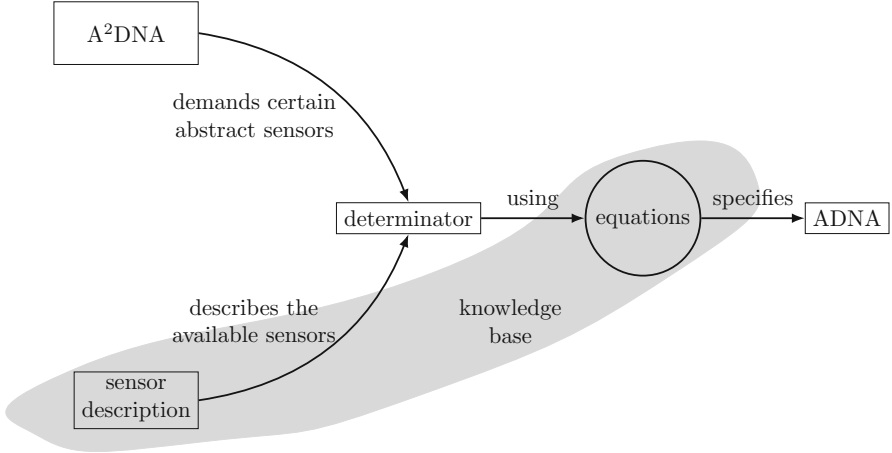 A²DNA
demands certain
abstract sensors
using
specifies
determinator
equations
ADNA
describes the
available sensors
knowledge
base
sensor
description